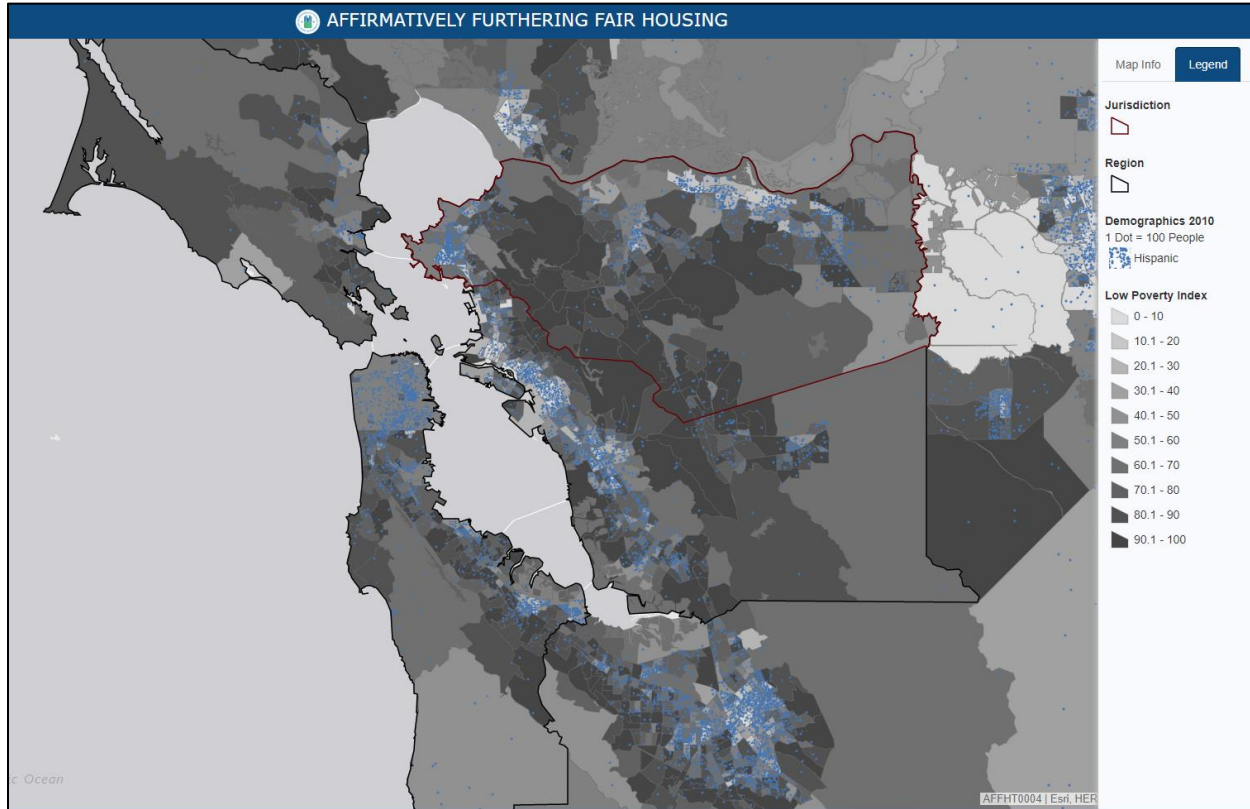 AFFIRMATIVELY FURTHERING FAIR HOUSING
Map Info
Legend
Jurisdiction
Region
Demographics 2010
1 Dot = 100 People
Hispanic
Low Poverty Index
0 - 10
10.1 - 20
20.1 - 30
30.1 - 40
40.1 - 50
50.1 - 60
60.1 - 70
70.1 - 80
80.1 - 90
90.1 - 100
c Ocean
AFFHT0004 | Esri, HER